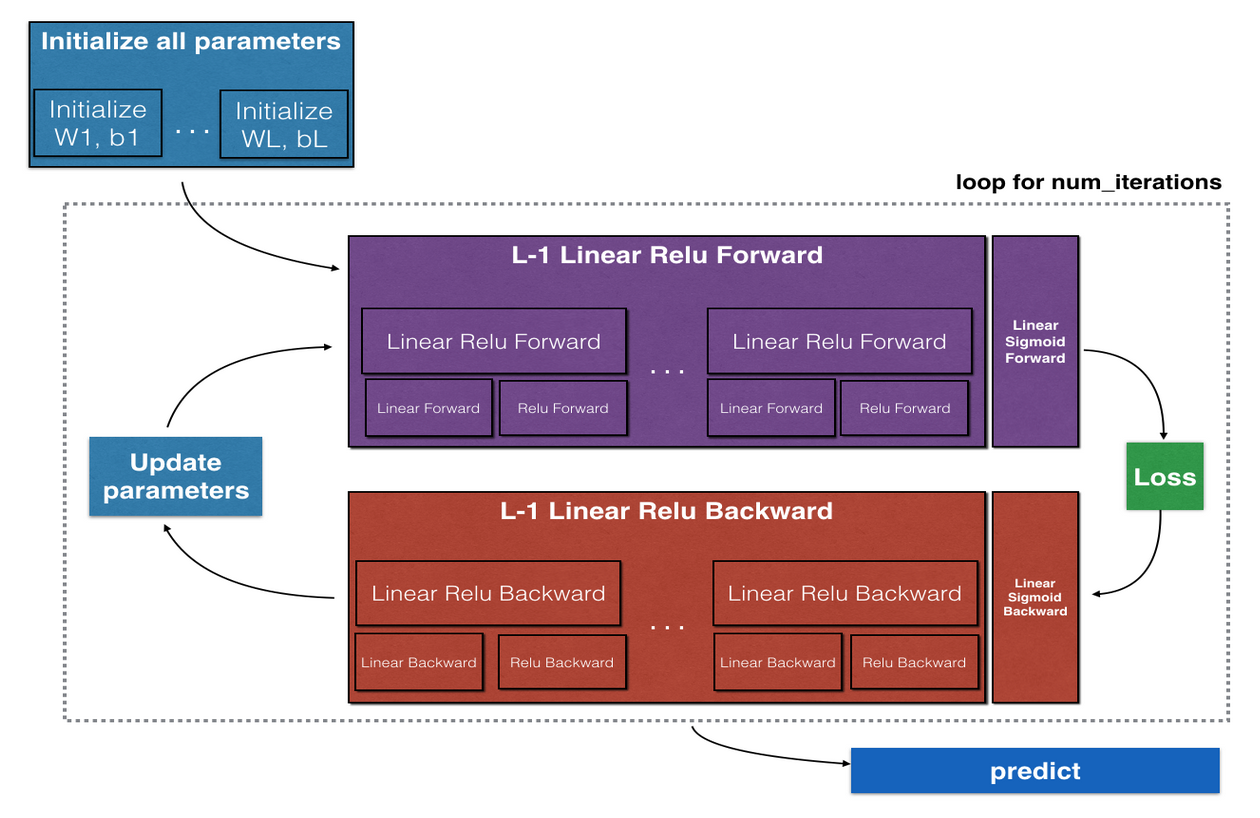 Initialize all parameters
Initialize
W1, b1
. . .
Initialize
WL, bL
loop for num_iterations
L-1 Linear Relu Forward
Linear Relu Forward
Linear Forward
Relu Forward
. . .
Linear Relu Forward
Linear Forward
Relu Forward
Linear
Sigmoid
Forward
Update
parameters
Loss
L-1 Linear Relu Backward
Linear Relu Backward
Linear Backward
Relu Backward
. . .
Linear Relu Backward
Linear Backward
Relu Backward
Linear
Sigmoid
Backward
predict